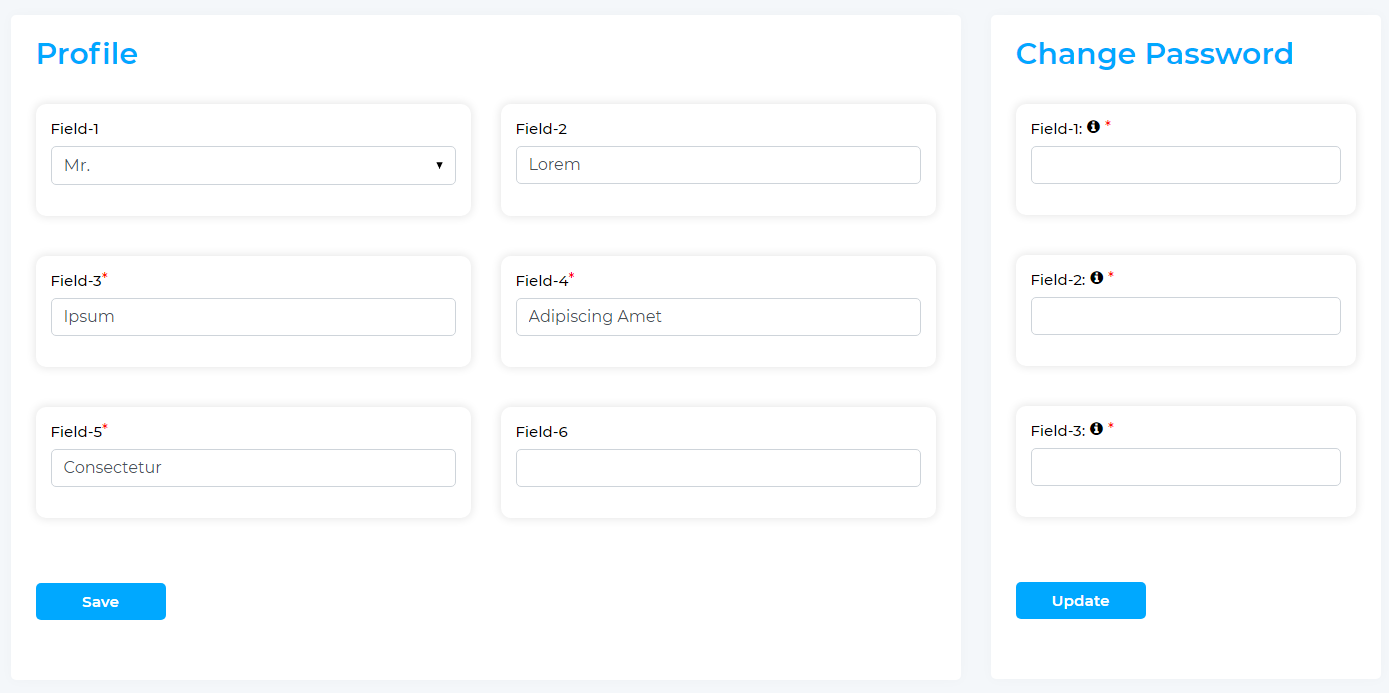 Profile
Field-1
Field-2
Mr.
Lorem
Field-3*
Field-4*
Ipsum
Adipiscing Amet
Field-5*
Field-6
Consectetur
Save
Change Password
Field-1: *
Field-2: *
Field-3: *
Update